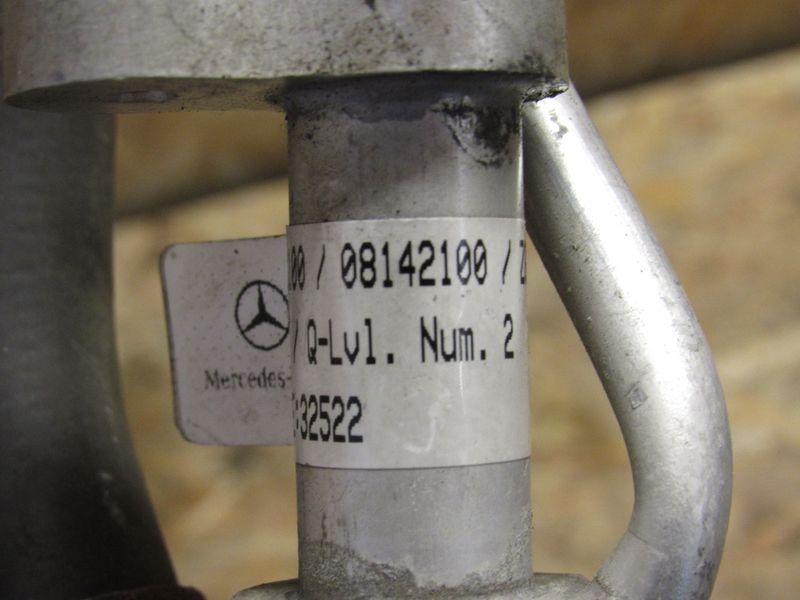 00 / 08142100 /
/ Q-Lvl. Num. 2
:32522
Mercedes-